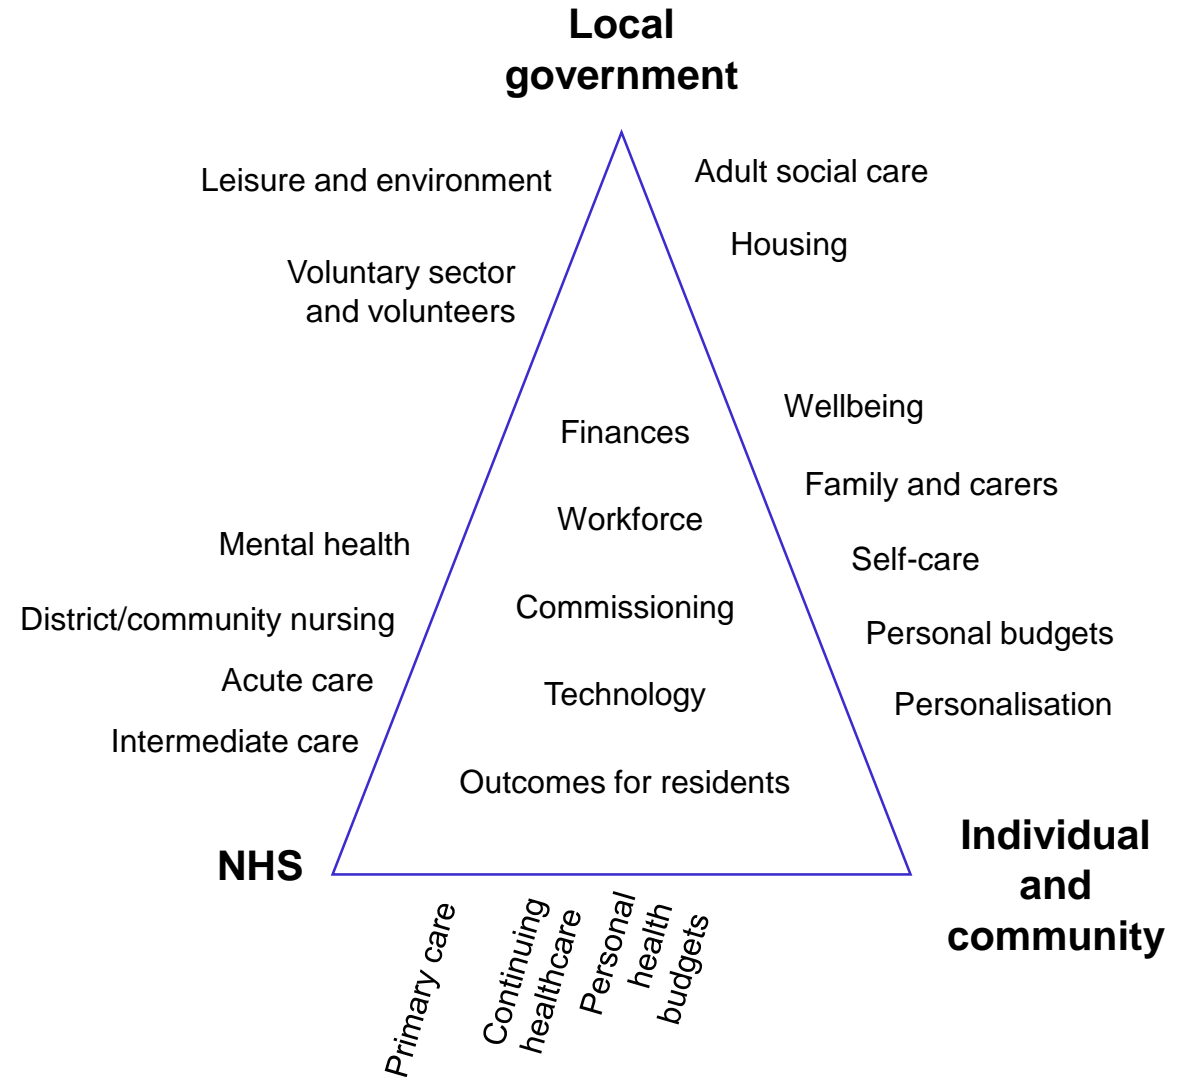 Local
government
Leisure and environment
Adult social care
Housing
Voluntary sector
and volunteers
Wellbeing
Finances
Family and carers
Workforce
Mental health
Self-care
Commissioning
District/community nursing
Personal budgets
Acute care
Technology
Personalisation
Intermediate care
Outcomes for residents
NHS
Individual
and
community
Primary care
Continuing
healthcare
Personal
health
budgets